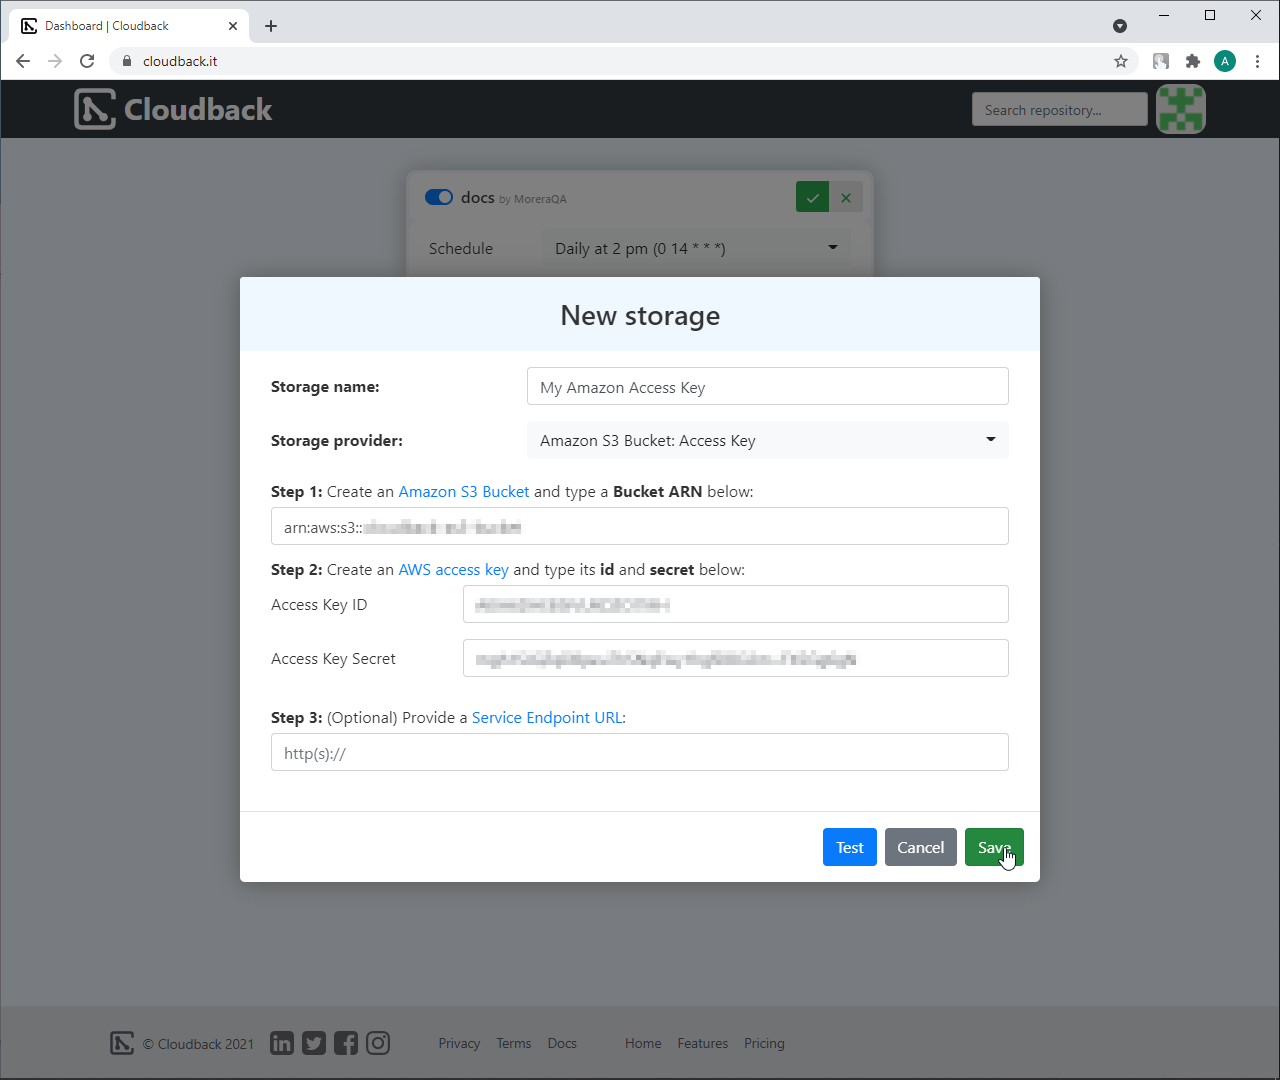 Dashboard | Cloudback
cloudback.it
A
Cloudback
Search repository...
docs by MoreraQA
Schedule
Daily at 2 pm (0 14 * * *)
New storage
Storage name:
My Amazon Access Key
Storage provider:
Amazon S3 Bucket: Access Key
Step 1: Create an Amazon S3 Bucket and type a Bucket ARN below:
arn:aws:s3::
Step 2: Create an AWS access key and type its id and secret below:
Access Key ID
Access Key Secret
Step 3: (Optional) Provide a Service Endpoint URL:
http(s)://
Test
Cancel
Save
© Cloudback 2021
Privacy
Terms
Docs
Home
Features
Pricing